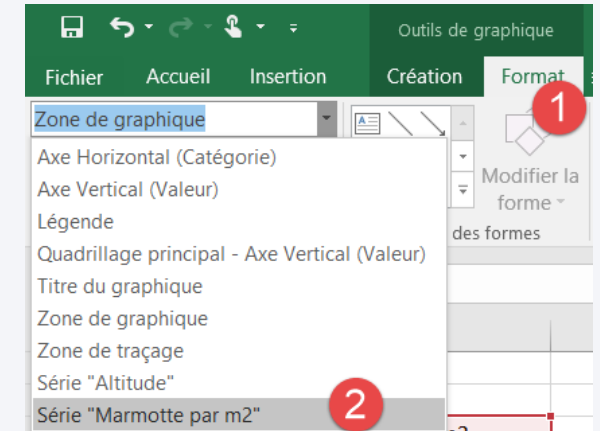 Outils de graphique
Fichier Accueil Insertion Création Format
1
Zone de graphique
Modifier la
forme
des formes
Axe Horizontal (Catégorie)
Axe Vertical (Valeur)
Légende
Quadrillage principal - Axe Vertical (Valeur)
Titre du graphique
Zone de graphique
Zone de traçage
Série "Altitude"
Série "Marmotte par m2"
2